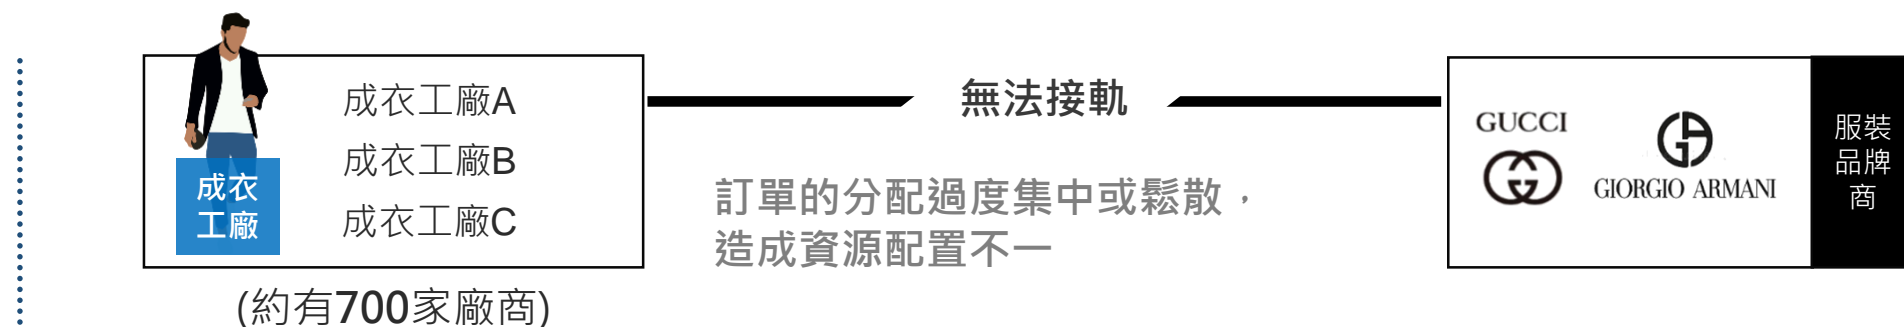 成衣工廠A
成衣工廠B
成衣工廠C
成衣
工廠
(約有700家廠商)
無法接軌
訂單的分配過度集中或鬆散，
造成資源配置不一
GUCCI
GIORGIO ARMANI
服裝
品牌
商